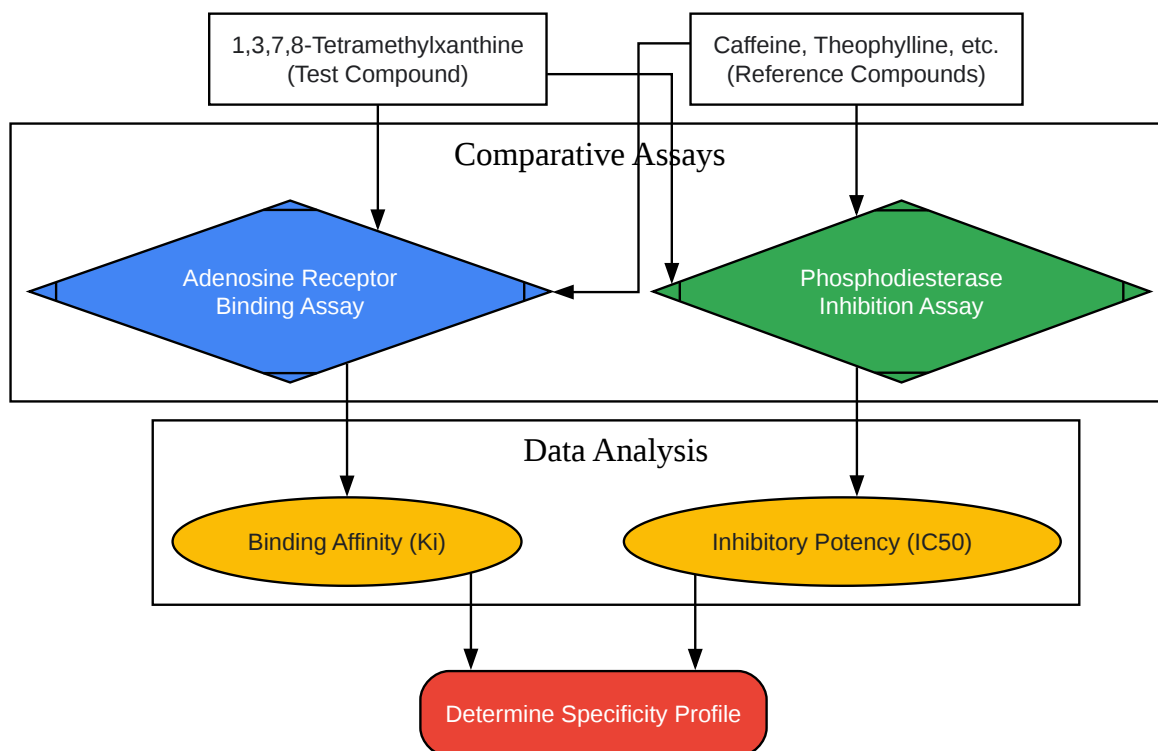 1,3,7,8-Tetramethylxanthine
(Test Compound)
Caffeine, Theophylline, etc.
(Reference Compounds)
Comparative Assays
Adenosine Receptor
Binding Assay
Phosphodiesterase
Inhibition Assay
Data Analysis
Binding Affinity (Ki)
Inhibitory Potency (IC50)
Determine Specificity Profile